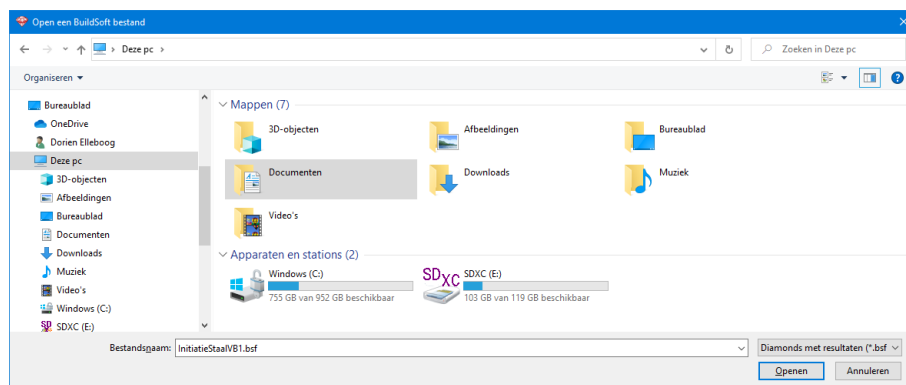 Open een BuildSoft bestand
Deze pc
Zoeken in Deze pc
Organiseren
Bureaublad
OneDrive
Dorien Elleboog
Deze pc
3D-objecten
Afbeeldingen
Bureaublad
Documenten
Downloads
Muziek
Video's
Windows (C:)
SDXC (E:)
Mappen (7)
3D-objecten
Afbeeldingen
Bureaublad
Documenten
Downloads
Muziek
Video's
Apparaten en stations (2)
Windows (C:)
755 GB van 952 GB beschikbaar
SDXC
SDXC (E:)
103 GB van 119 GB beschikbaar
Bestandsnaam:
InitiatieStaalVB1.bsf
Diamonds met resultaten (*.bsf
Openen
Annuleren